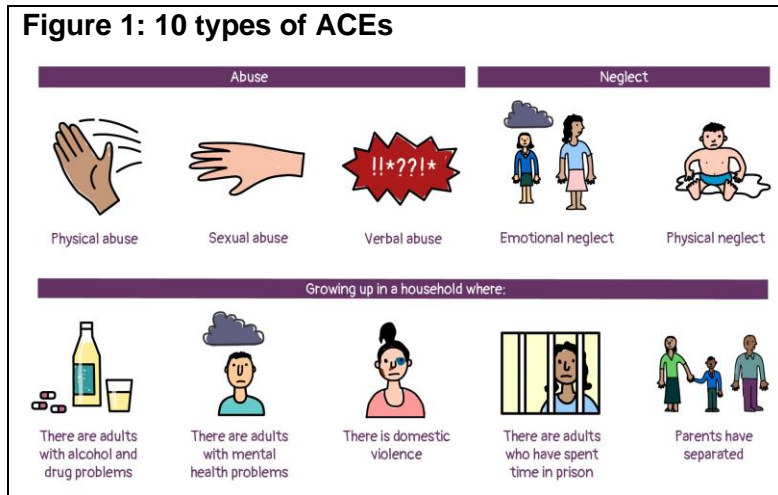 Figure 1: 10 types of ACEs
Abuse
Neglect
!!*??!*
Physical abuse
Sexual abuse
Verbal abuse
Emotional neglect
Physical neglect
Growing up in a household where:
There are adults
with alcohol and
drug problems
There are adults
with mental
health problems
There is domestic
violence
There are adults
who have spent
time in prison
Parents have
separated